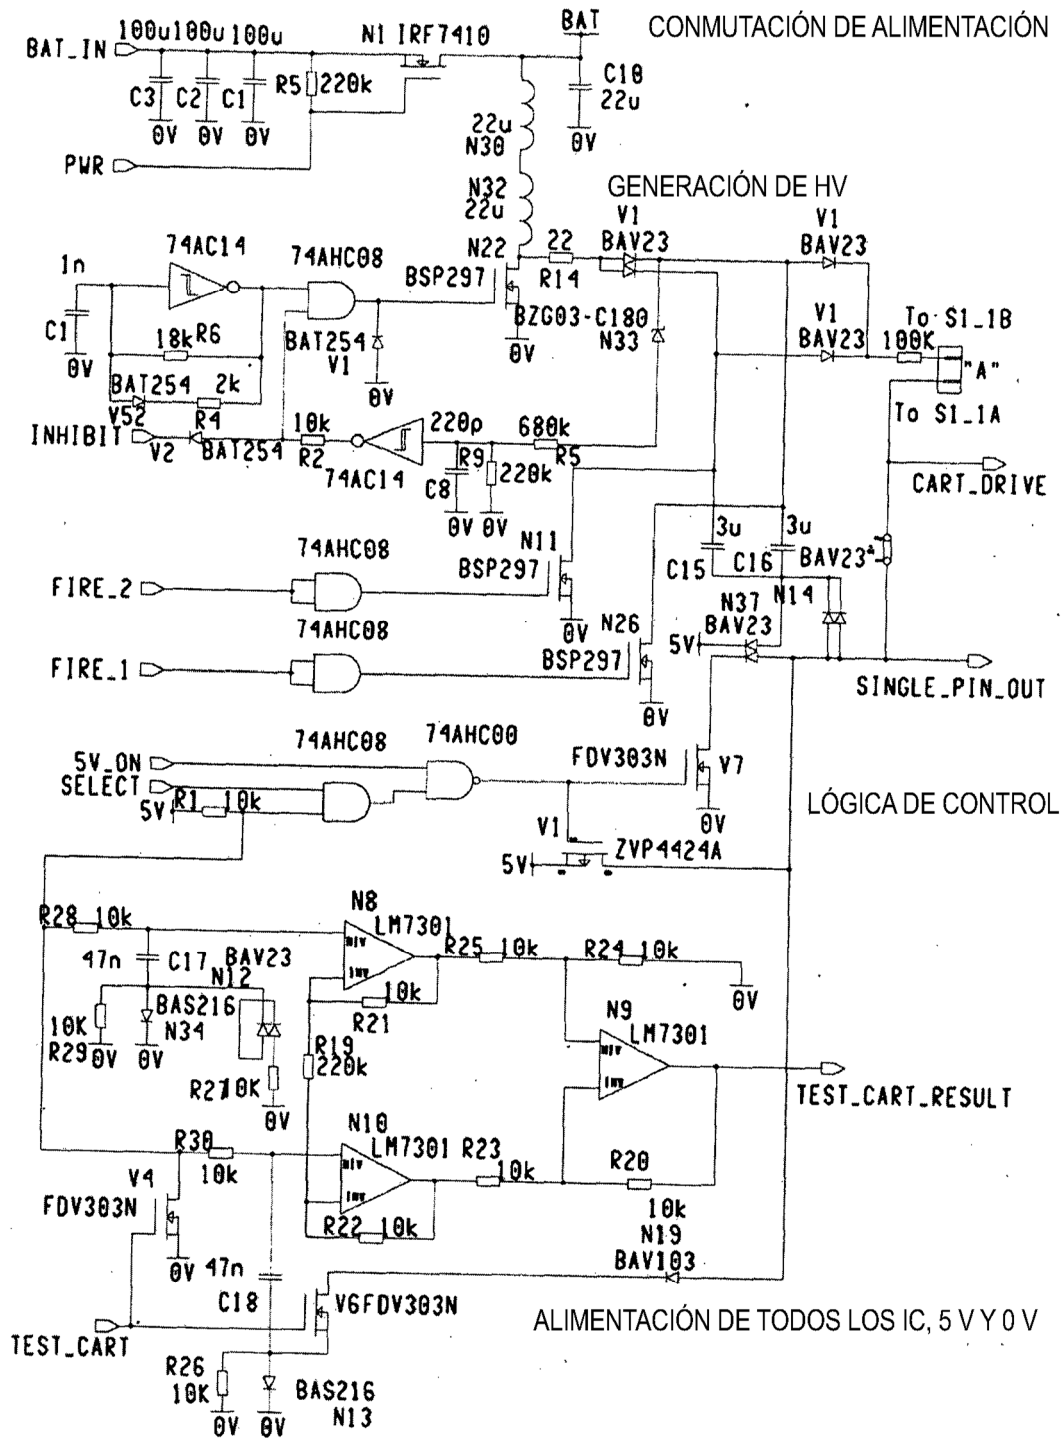 CONMUTACIÓN DE ALIMENTACIÓN
BAT
100u 100u 100u
N1 IRF7410
BAT_IN
C3 C2 C1
R5 220k
C10
22u
0V 0V 0V
0V
PWR
22u
N30
N32
22u
GENERACIÓN DE HV
V1
BAV23
V1
BAV23
74AC14
74AHC08
N22
22
R14
BSP297
1n
C1
0V
18k R6
BAT254
V1
0V
BZG03-C180
N33
0V
V1
BAV23
To S1_1B
100K
"A"
To S1_1A
BAT254
2k
V52
R4
INHIBIT
V2
BAT254
10k
R2
74AC14
220p
R9
C8
220k
680k
R5
0V 0V
CART_DRIVE
74AHC08
N11
BSP297
3u
C15
3u
C16
BAV23*
FIRE_2
0V
N14
N37
BAV23
5V
74AHC08
N26
BSP297
FIRE_1
0V
SINGLE_PIN_OUT
74AHC08
74AHC00
5V_ON
SELECT
5V
R1 10k
FDV303N
V7
0V
LÓGICA DE CONTROL
V1
5V
ZVP4424A
N8
LM7301
NIV
INV
R28 10k
47n
C17
BAV23
N12
R25 10k
R24 10k
0V
10k
R21
10K
R29
0V
BAS216
N34
0V
R27 10K
0V
R19
220k
N9
LM7301
NIV
INV
TEST_CART_RESULT
N10
LM7301
NIV
INV
R23
10k
R20
10k
R30
10k
V4
FDV303N
0V
R22 10k
N19
BAV103
47n
C18
V6FDV303N
TEST_CART
ALIMENTACIÓN DE TODOS LOS IC, 5 V Y 0 V
R26
10K
0V
BAS216
N13
0V